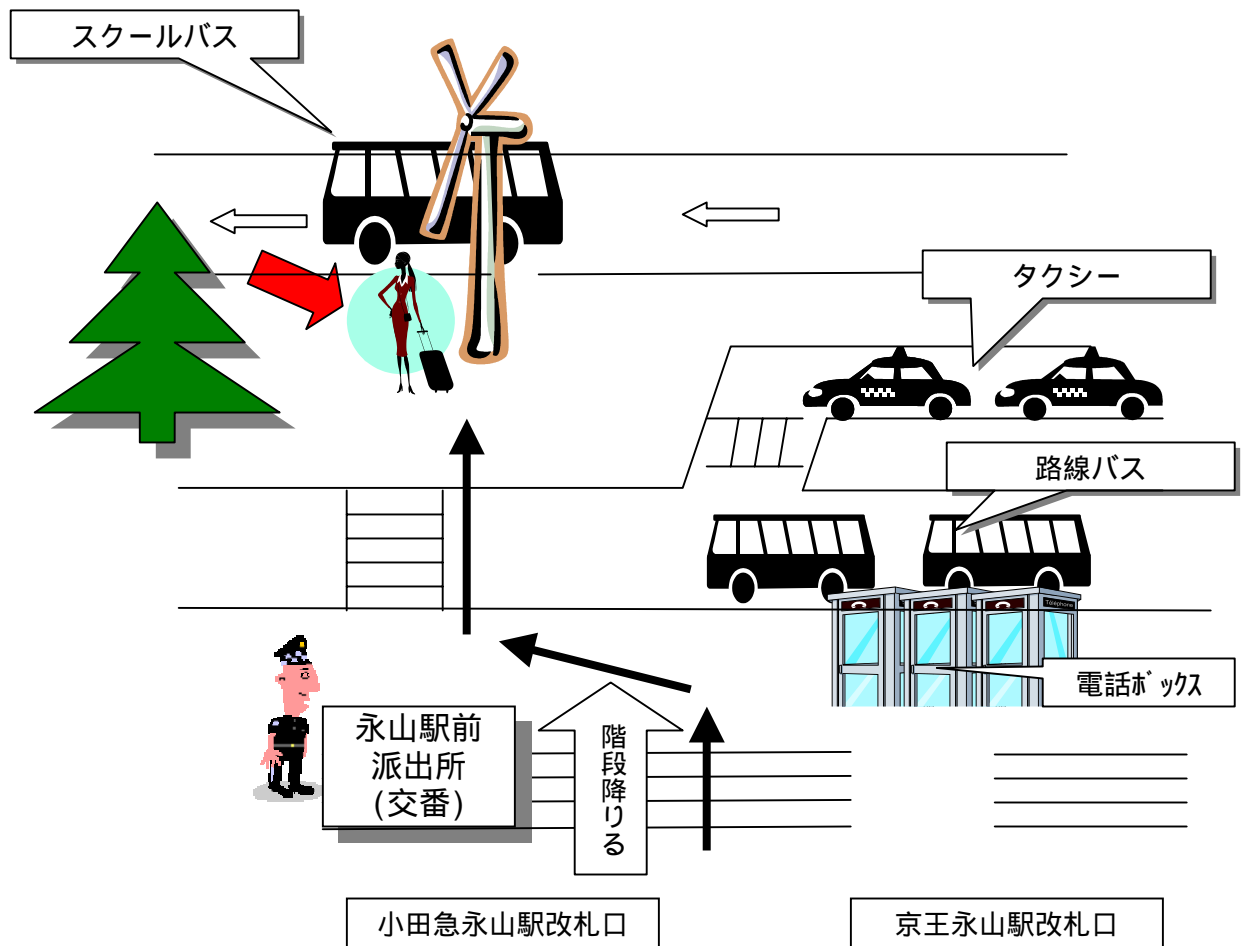 スクールバス
タクシー
路線バス
Telephone
電話ﾎﾞｯｸｽ
永山駅前
派出所
(交番)
階段降りる
小田急永山駅改札口
京王永山駅改札口